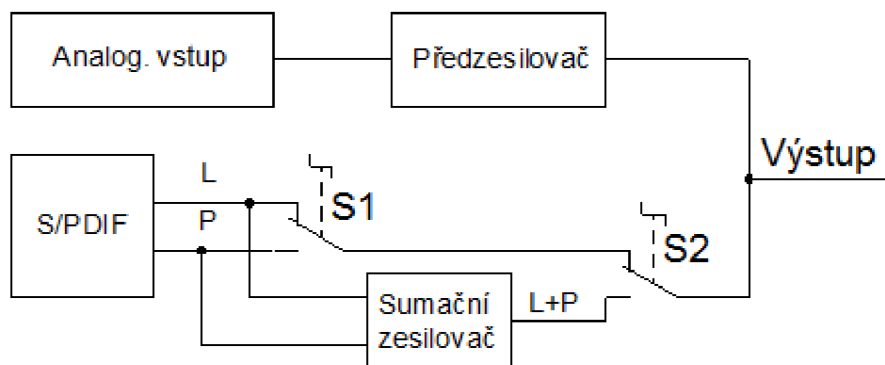 Analog. vstup
Předzesilovač
Výstup
S/PDIF
L
P
S1
S2
Sumační
zesilovač
L+P